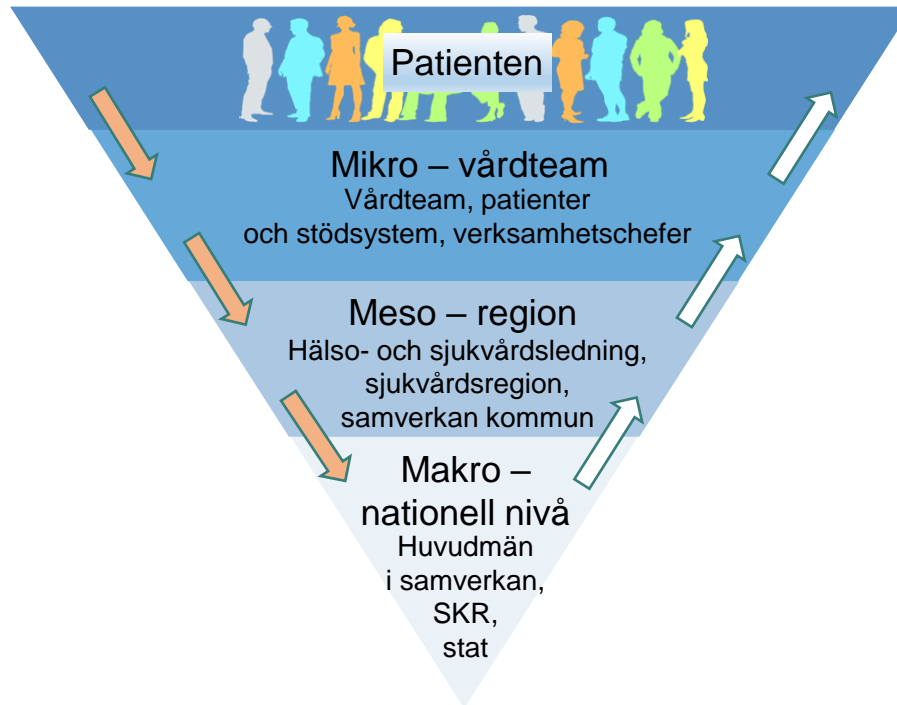 Patienten
Mikro – vårdteam
Vårdteam, patienter
och stödsystem, verksamhetschefer
Meso – region
Hälso- och sjukvårdsledning,
sjukvårdsregion,
samverkan kommun
Makro –
nationell nivå
Huvudmän
i samverkan,
SKR,
stat